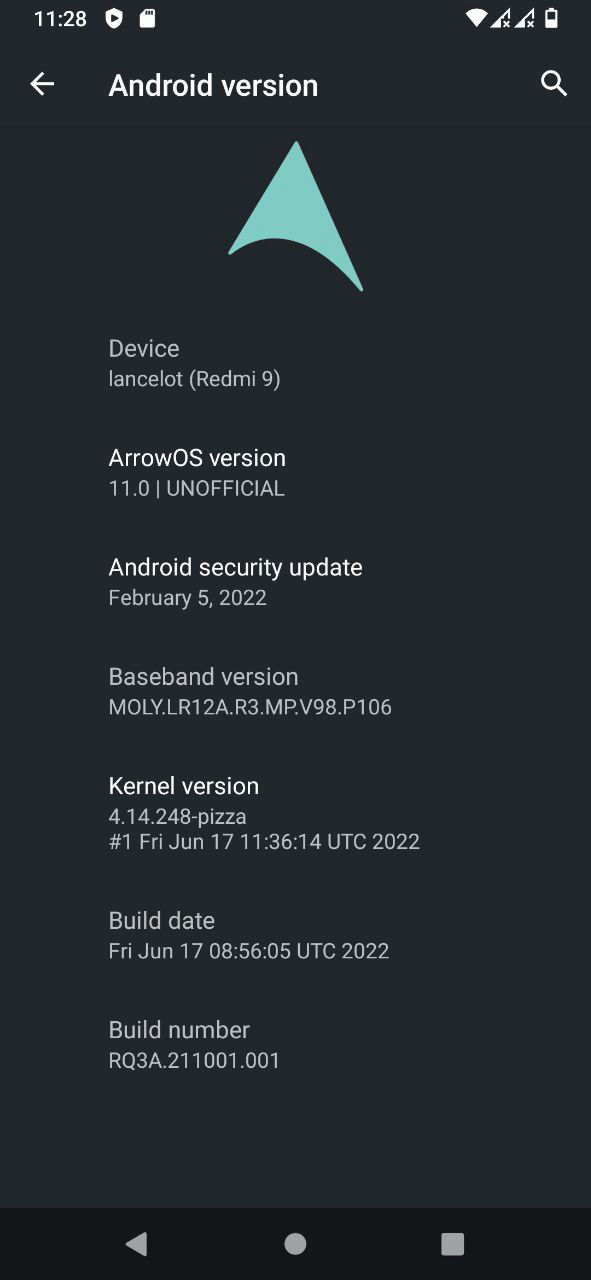 11:28
Android version
Device
lancelot (Redmi 9)
ArrowOS version
11.0 | UNOFFICIAL
Android security update
February 5, 2022
Baseband version
MOLY.LR12A.R3.MP.V98.P106
Kernel version
4.14.248-pizza
#1 Fri Jun 17 11:36:14 UTC 2022
Build date
Fri Jun 17 08:56:05 UTC 2022
Build number
RQ3A.211001.001